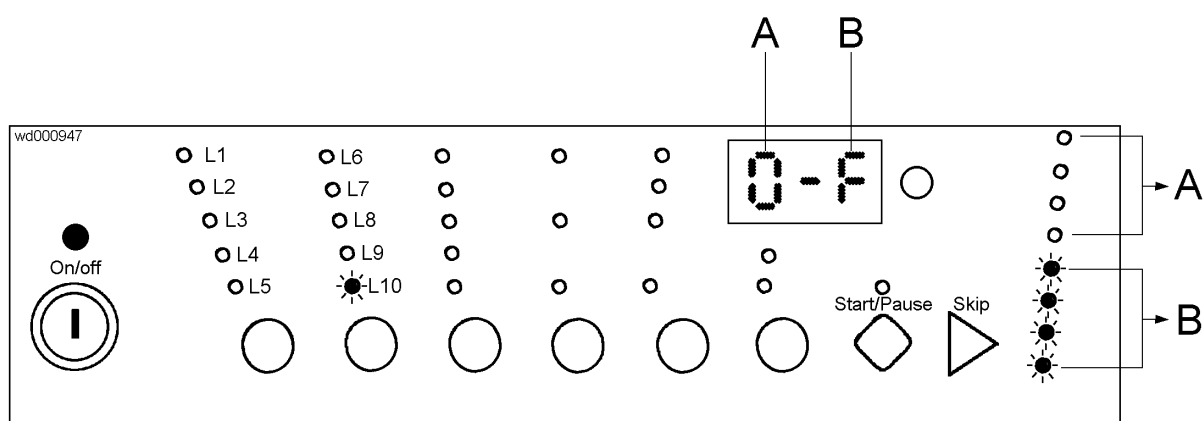 A B
wd000947
L1 L6
L2 L7
L3 L8
L4 L9
L5 L10
0-F
A
On/off
Start/Pause Skip
B